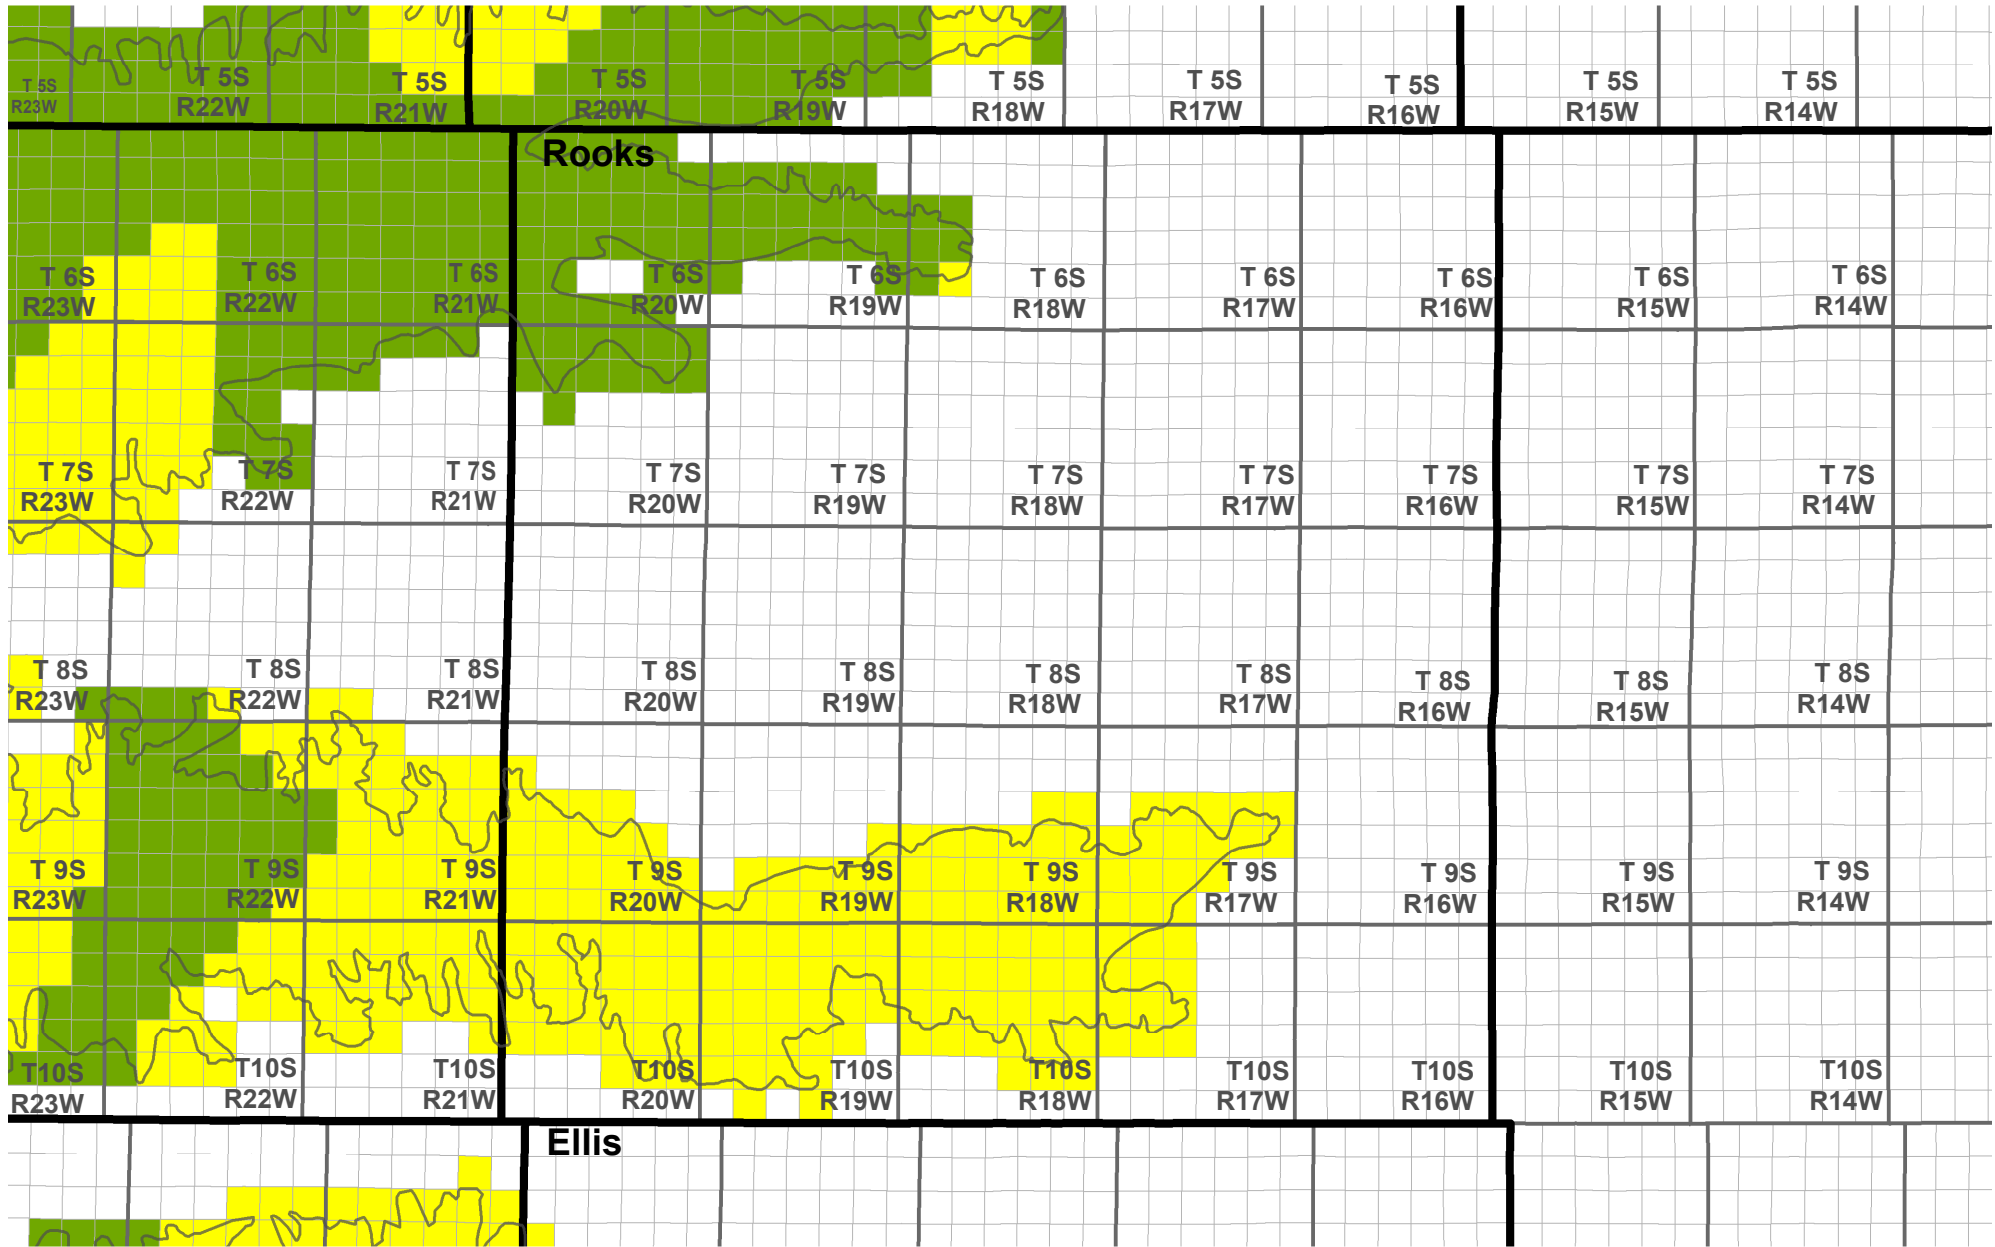 T 5S
R23W
T 5S
R22W
T 5S
R21W
T 5S
R20W
T 5S
R19W
T 5S
R18W
T 5S
R17W
T 5S
R16W
T 5S
R15W
T 5S
R14W
Rooks
T 6S
R23W
T 6S
R22W
T 6S
R21W
T 6S
R20W
T 6S
R19W
T 6S
R18W
T 6S
R17W
T 6S
R16W
T 6S
R15W
T 6S
R14W
T 7S
R23W
T 7S
R22W
T 7S
R21W
T 7S
R20W
T 7S
R19W
T 7S
R18W
T 7S
R17W
T 7S
R16W
T 7S
R15W
T 7S
R14W
T 8S
R23W
T 8S
R22W
T 8S
R21W
T 8S
R20W
T 8S
R19W
T 8S
R18W
T 8S
R17W
T 8S
R16W
T 8S
R15W
T 8S
R14W
T 9S
R23W
T 9S
R22W
T 9S
R21W
T 9S
R20W
T 9S
R19W
T 9S
R18W
T 9S
R17W
T 9S
R16W
T 9S
R15W
T 9S
R14W
T10S
R23W
T10S
R22W
T10S
R21W
T10S
R20W
T10S
R19W
T10S
R18W
T10S
R17W
T10S
R16W
T10S
R15W
T10S
R14W
Ellis